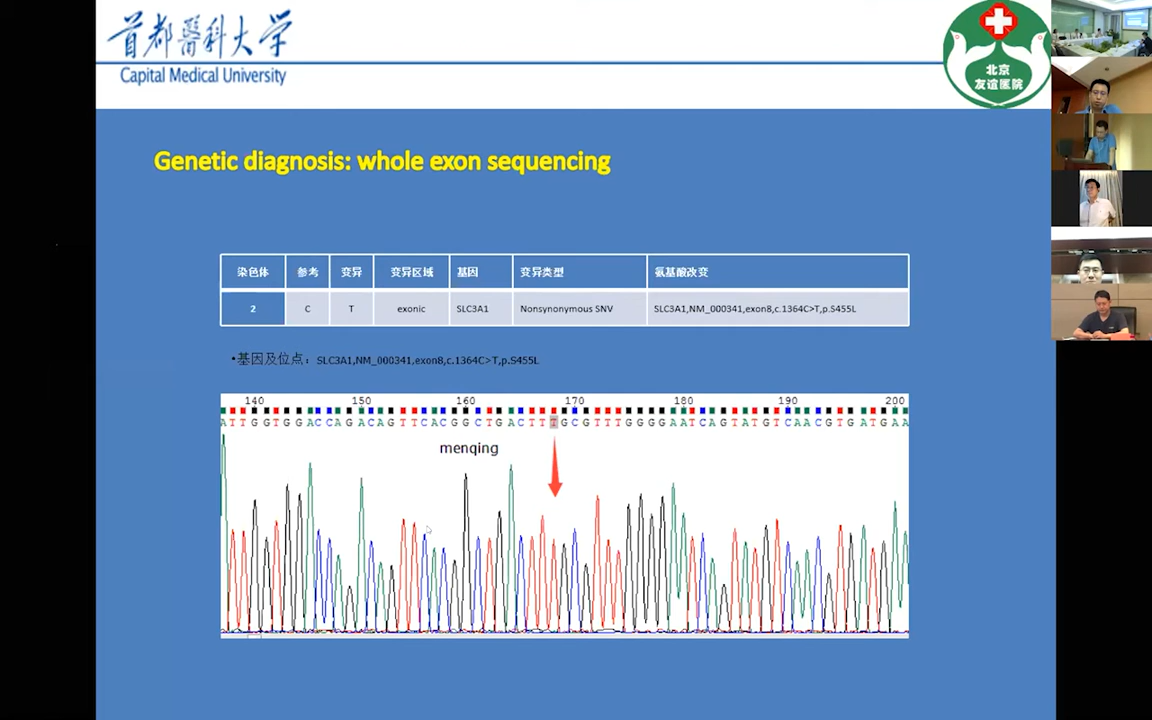 首都醫科大学
Capital Medical University
北京
友谊医院
Genetic diagnosis: whole exon sequencing
染色体 参考 变异 变异区域 基因 变异类型 氨基酸改变
2 C T exonic SLC3A1 Nonsynonymous SNV SLC3A1,NM_000341,exon8,c.1364C>T,p.S455L
•基因及位点：SLC3A1,NM_000341,exon8,c.1364C>T,p.S455L
140 150 160 170 180 190 200
ATTGGTGGACCAGACAGTTCACGGCTGACTTTGCGTTTGGGGAATCAGTATGTCAACGTGATGAA
menqing